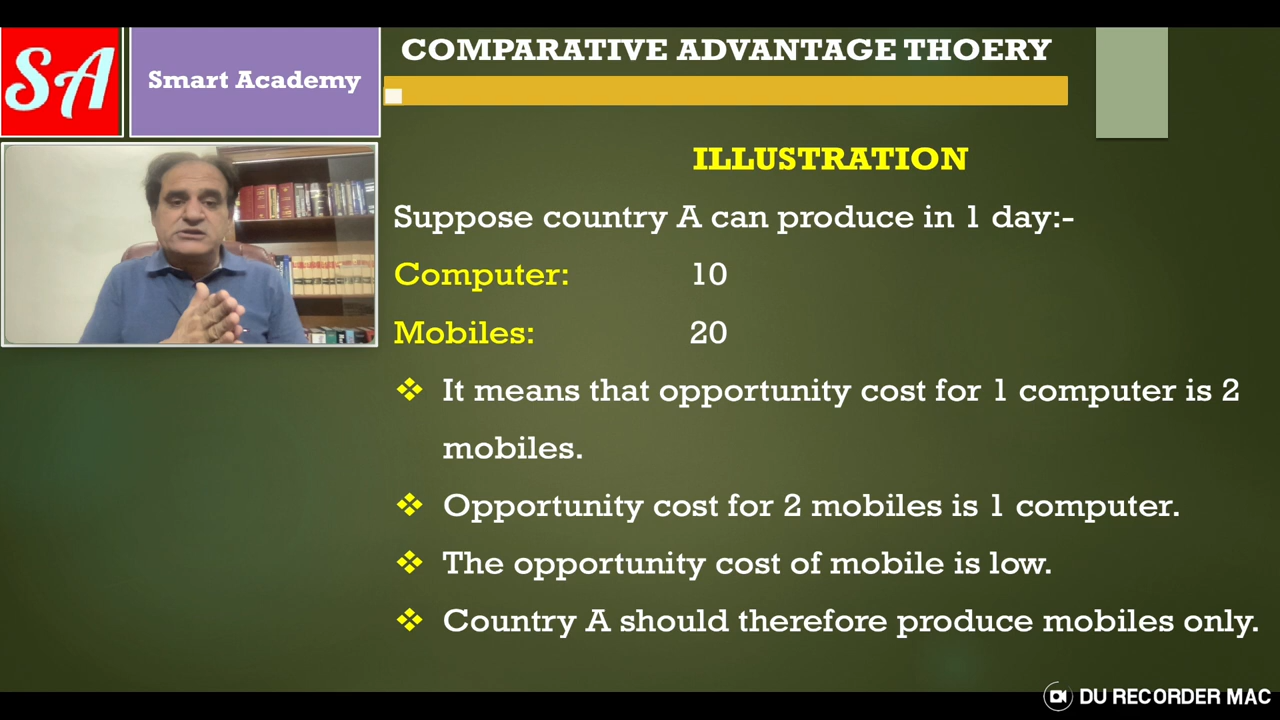 SA
Smart Academy
COMPARATIVE ADVANTAGE THOERY
ILLUSTRATION
Suppose country A can produce in 1 day:-
Computer: 10
Mobiles: 20
❖ It means that opportunity cost for 1 computer is 2
mobiles.
❖ Opportunity cost for 2 mobiles is 1 computer.
❖ The opportunity cost of mobile is low.
❖ Country A should therefore produce mobiles only.
DU RECORDER MAC